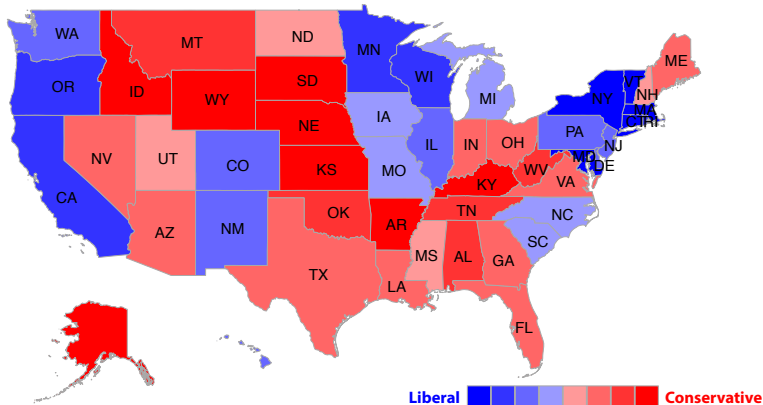 WA
MT
ND
MN
ME
OR
ID
SD
WI
VT
NH
WY
MI
NY
MA
CT
RI
NE
IA
PA
NV
UT
CO
IL
IN
OH
NJ
MD
DE
KS
MO
WV
VA
CA
KY
OK
TN
NC
AZ
NM
AR
SC
MS
AL
GA
TX
LA
FL
Liberal
Conservative